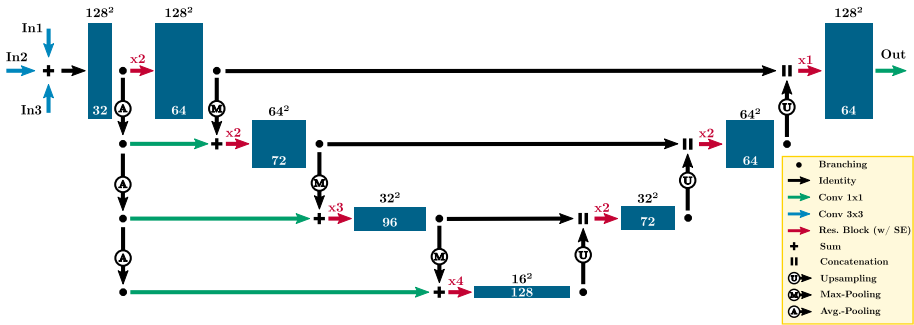 128² 128² 128²
In1
In2
In3
x2
x1
Out
32
64
64
A
M
U
64²
64²
x2
x2
72
64
A
M
U
32²
32²
x3
x2
96
72
A
M
U
16²
x4
128
Branching
Identity
Conv 1x1
Conv 3x3
Res. Block (w/ SE)
Sum
Concatenation
U Upsampling
M Max-Pooling
A Avg.-Pooling